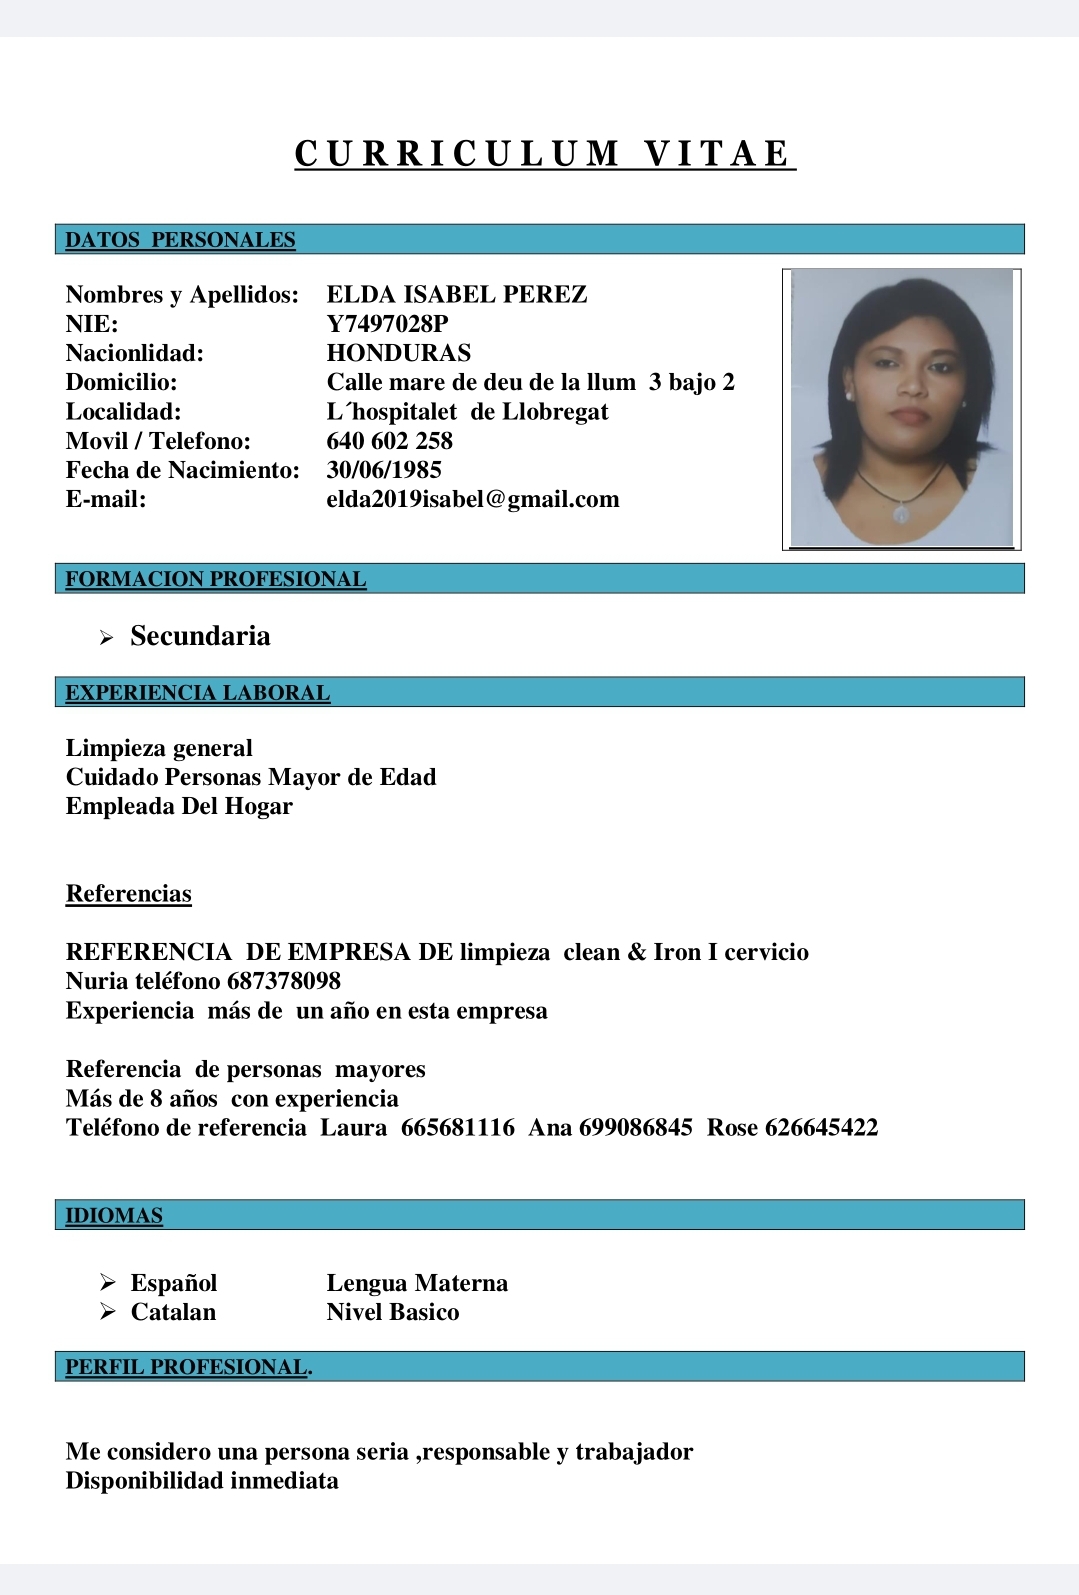 CURRICULUM VITAE
DATOS PERSONALES
Nombres y Apellidos: ELDA ISABEL PEREZ
NIE: Y7497028P
Nacionlidad: HONDURAS
Domicilio: Calle mare de deu de la llum 3 bajo 2
Localidad: L´hospitalet de Llobregat
Movil / Telefono: 640 602 258
Fecha de Nacimiento: 30/06/1985
E-mail: elda2019isabel@gmail.com
FORMACION PROFESIONAL
➢ Secundaria
EXPERIENCIA LABORAL
Limpieza general
Cuidado Personas Mayor de Edad
Empleada Del Hogar
Referencias
REFERENCIA DE EMPRESA DE limpieza clean & Iron I cervicio
Nuria teléfono 687378098
Experiencia más de un año en esta empresa
Referencia de personas mayores
Más de 8 años con experiencia
Teléfono de referencia Laura 665681116 Ana 699086845 Rose 626645422
IDIOMAS
➢ Español Lengua Materna
➢ Catalan Nivel Basico
PERFIL PROFESIONAL.
Me considero una persona seria ,responsable y trabajador
Disponibilidad inmediata